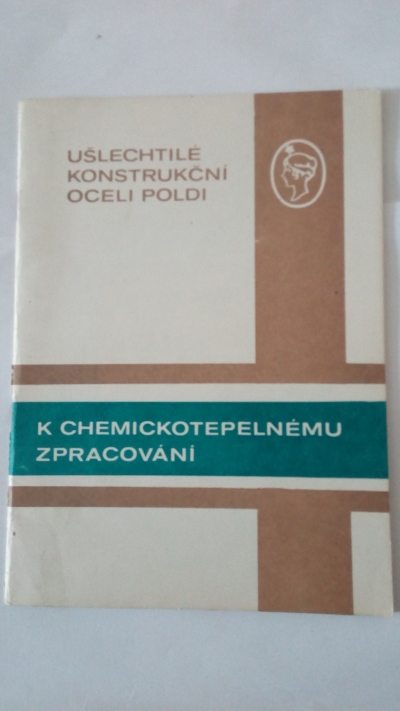 UŠLECHTILÉ
KONSTRUKČNÍ
OCELI POLDI
K CHEMICKOTEPELNÉMU
ZPRACOVÁNÍ